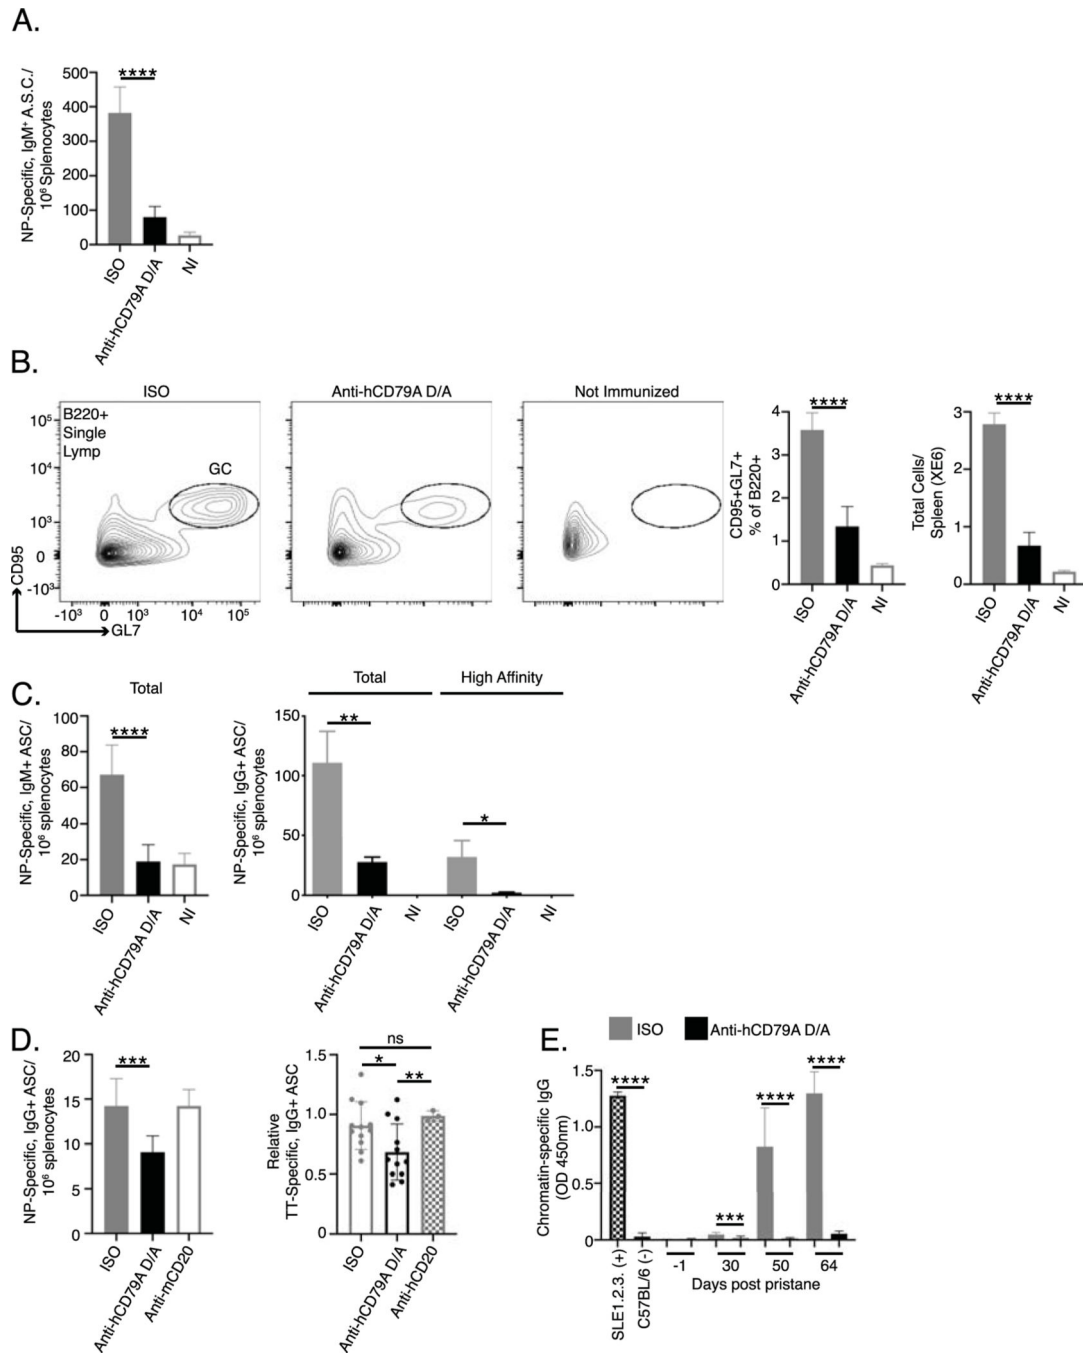 A.
NP-Specific, IgM⁺ A.S.C./
10⁶ Splenocytes
500
400
300
200
100
0
****
ISO
Anti-hCD79A D/A
NI
B.
ISO
Anti-hCD79A D/A
Not Immunized
B220+
Single
Lymp
GC
10⁵
10⁴
10³
0
-10³
CD95
-10³
0
10³
10⁴
10⁵
GL7
CD95+GL7+
% of B220+
4
3
2
1
0
****
ISO
Anti-hCD79A D/A
NI
Total Cells/
Spleen (XE6)
3
2
1
0
****
ISO
Anti-hCD79A D/A
NI
C.
Total
NP-Specific, IgM+ ASC/
10⁶ splenocytes
100
80
60
40
20
0
****
ISO
Anti-hCD79A D/A
NI
Total
High Affinity
NP-Specific, IgG+ ASC/
10⁶ splenocytes
150
100
50
0
**
*
ISO
Anti-hCD79A D/A
NI
ISO
Anti-hCD79A D/A
NI
D.
NP-Specific, IgG+ ASC/
10⁶ splenocytes
20
15
10
5
0
***
ISO
Anti-hCD79A D/A
Anti-mCD20
Relative
TT-Specific, IgG+ ASC
1.5
1.0
0.5
0
ns
*
**
ISO
Anti-hCD79A D/A
Anti-hCD20
E.
ISO
Anti-hCD79A D/A
Chromatin-specific IgG
(OD 450nm)
1.5
1.0
0.5
0
****
***
****
****
SLE1.2.3. (+)
C57BL/6 (-)
-1
30
50
64
Days post pristane